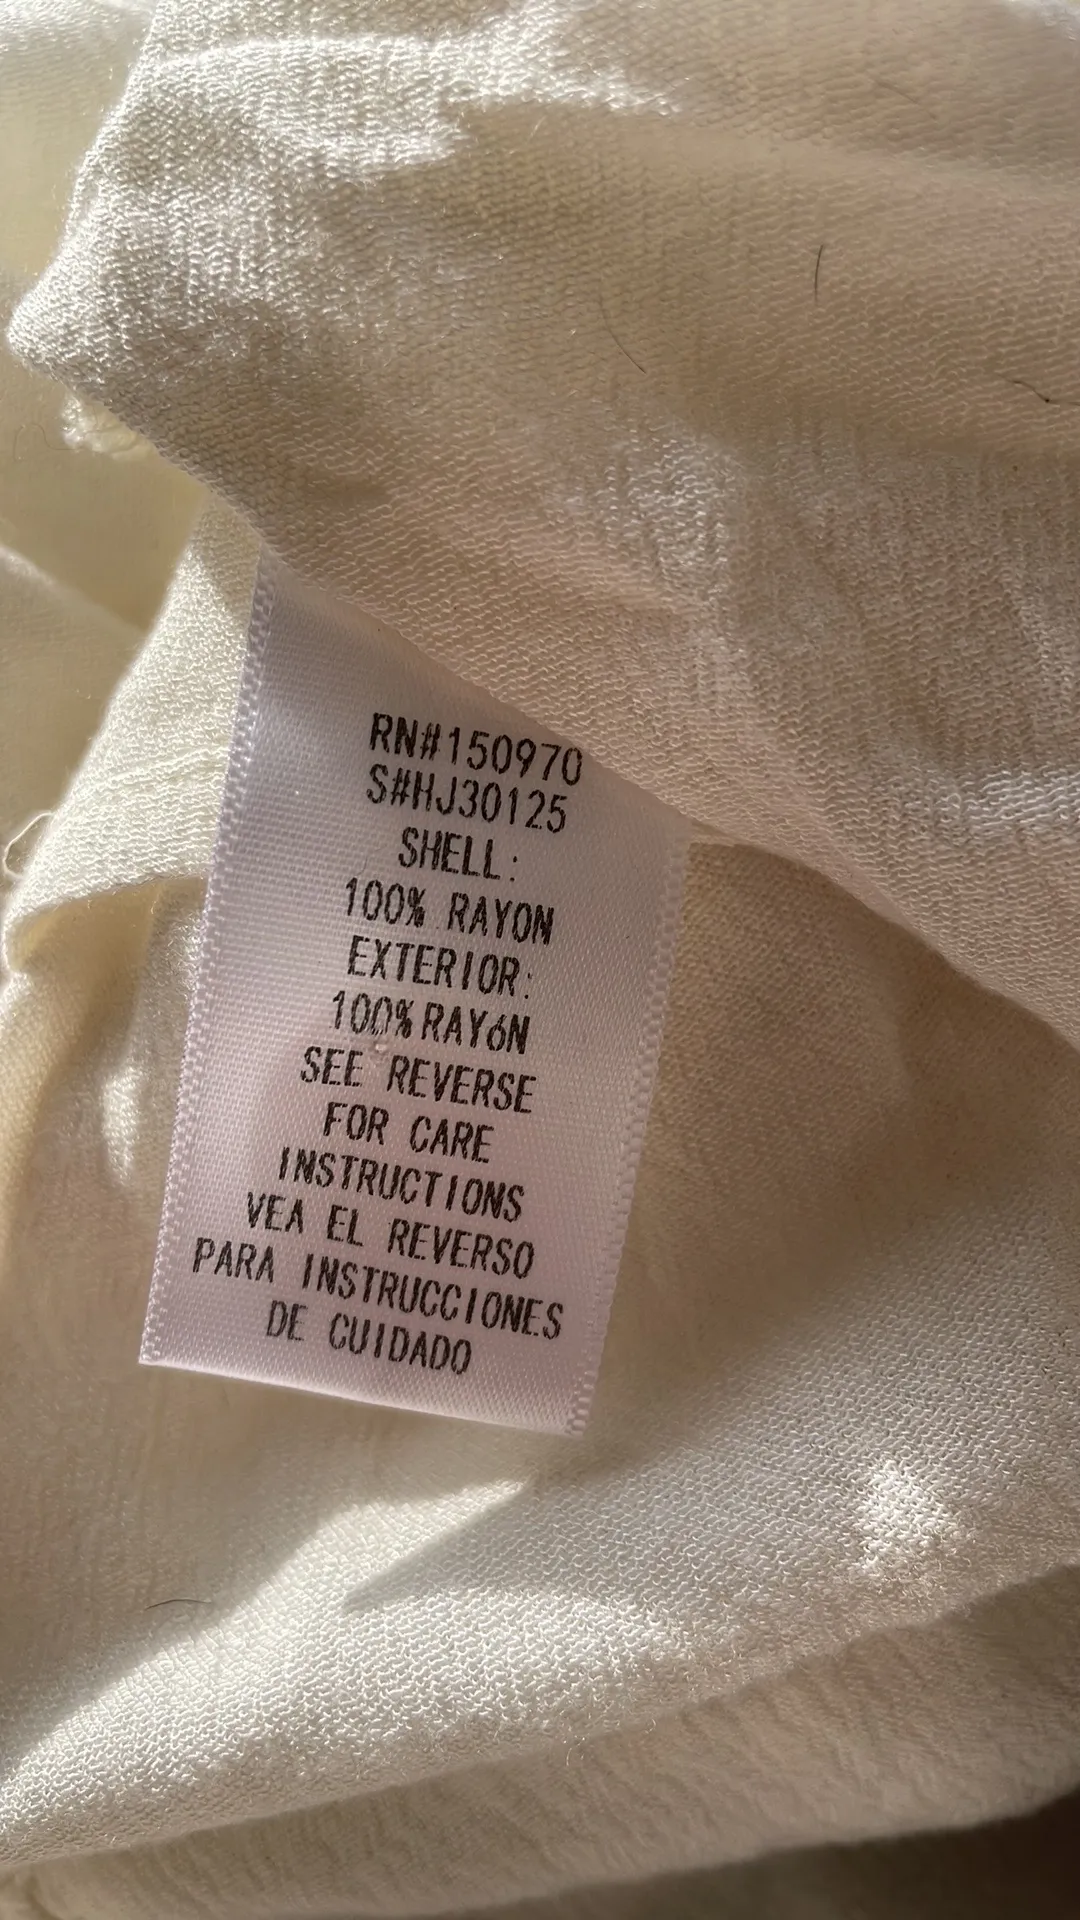 RN#150970
S#HJ30125
SHELL:
100% RAYON
EXTERIOR:
100%RAYóN
SEE REVERSE
FOR CARE
INSTRUCTIONS
VEA EL REVERSO
PARA INSTRUCCIONES
DE CUIDADO